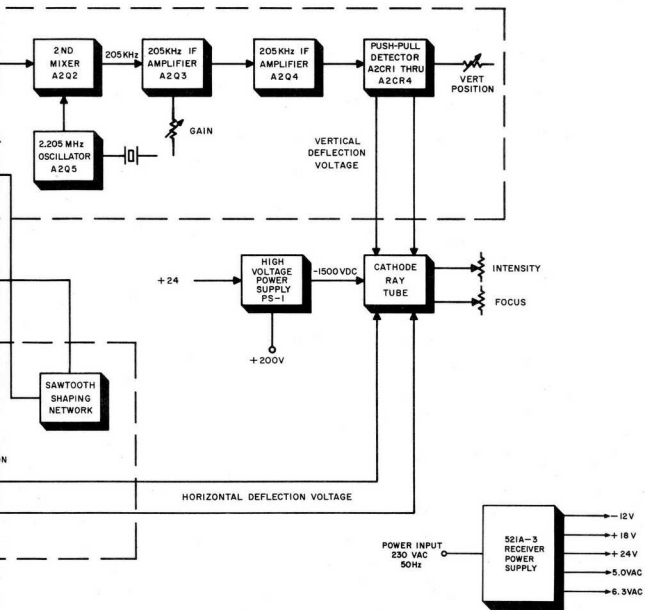 2ND
MIXER
A2Q2
205KHz
205KHz IF
AMPLIFIER
A2Q3
205KHz IF
AMPLIFIER
A2Q4
PUSH-PULL
DETECTOR
A2CR1 THRU
A2CR4
VERT
POSITION
GAIN
2.205 MHz
OSCILLATOR
A2Q5
VERTICAL
DEFLECTION
VOLTAGE
+24
HIGH
VOLTAGE
POWER
SUPPLY
PS-1
-1500VDC
CATHODE
RAY
TUBE
INTENSITY
FOCUS
+200V
SAWTOOTH
SHAPING
NETWORK
HORIZONTAL DEFLECTION VOLTAGE
POWER INPUT
230 VAC
50Hz
521A-3
RECEIVER
POWER
SUPPLY
-12V
+18V
+24V
5.0VAC
6.3VAC